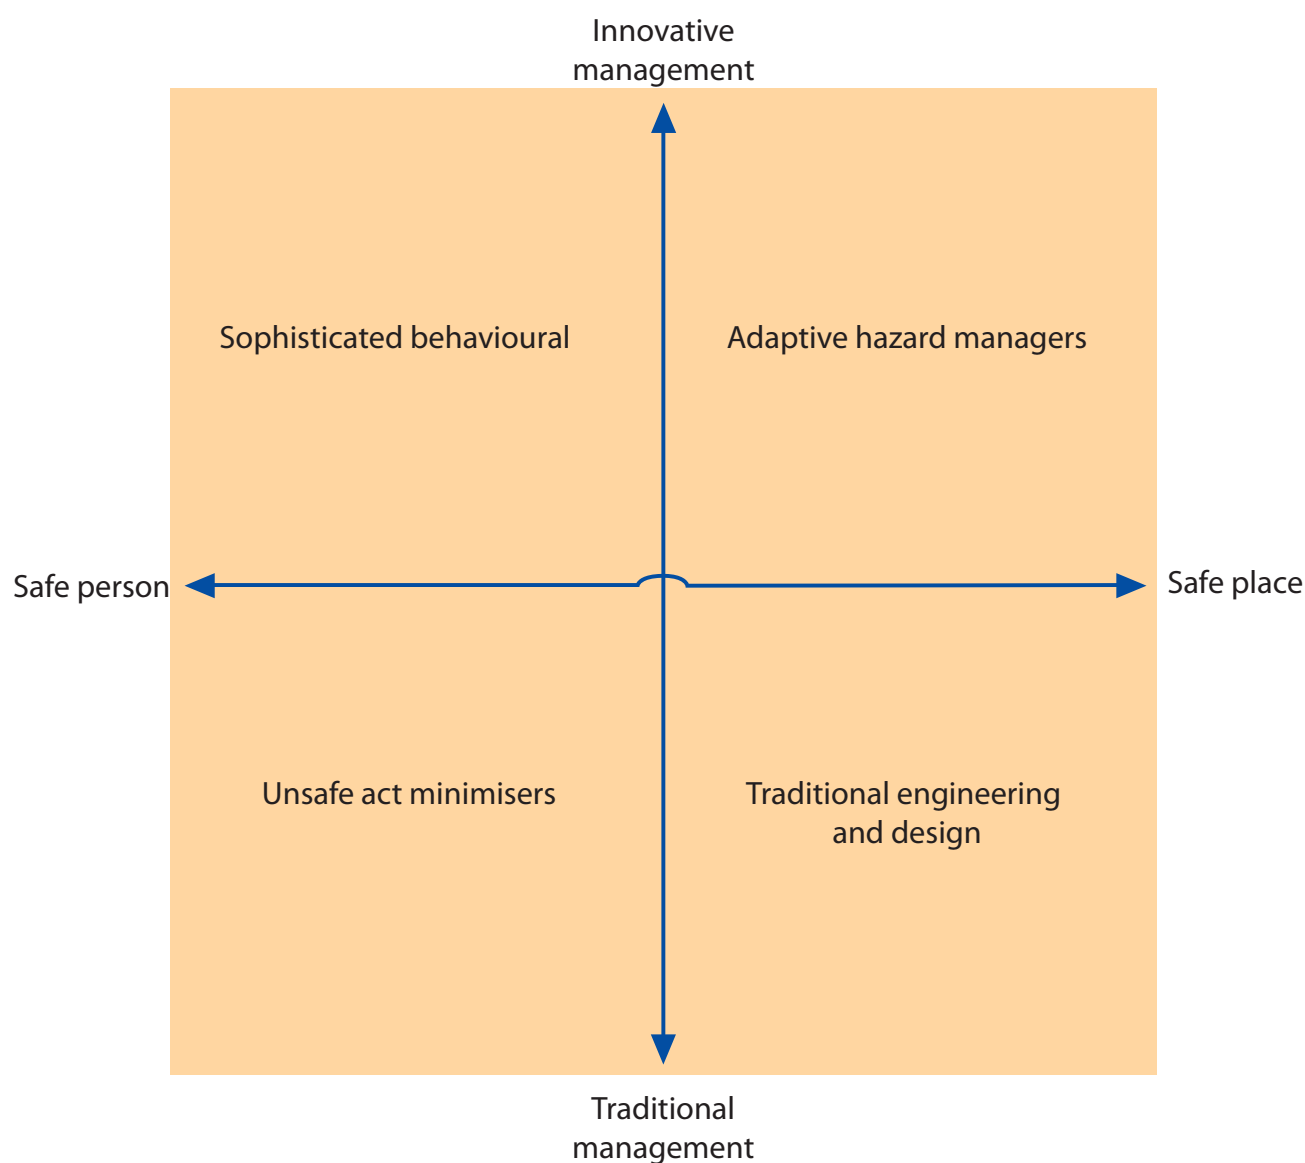 Innovative
management
Sophisticated behavioural
Adaptive hazard managers
Safe person
Safe place
Unsafe act minimisers
Traditional engineering
and design
Traditional
management